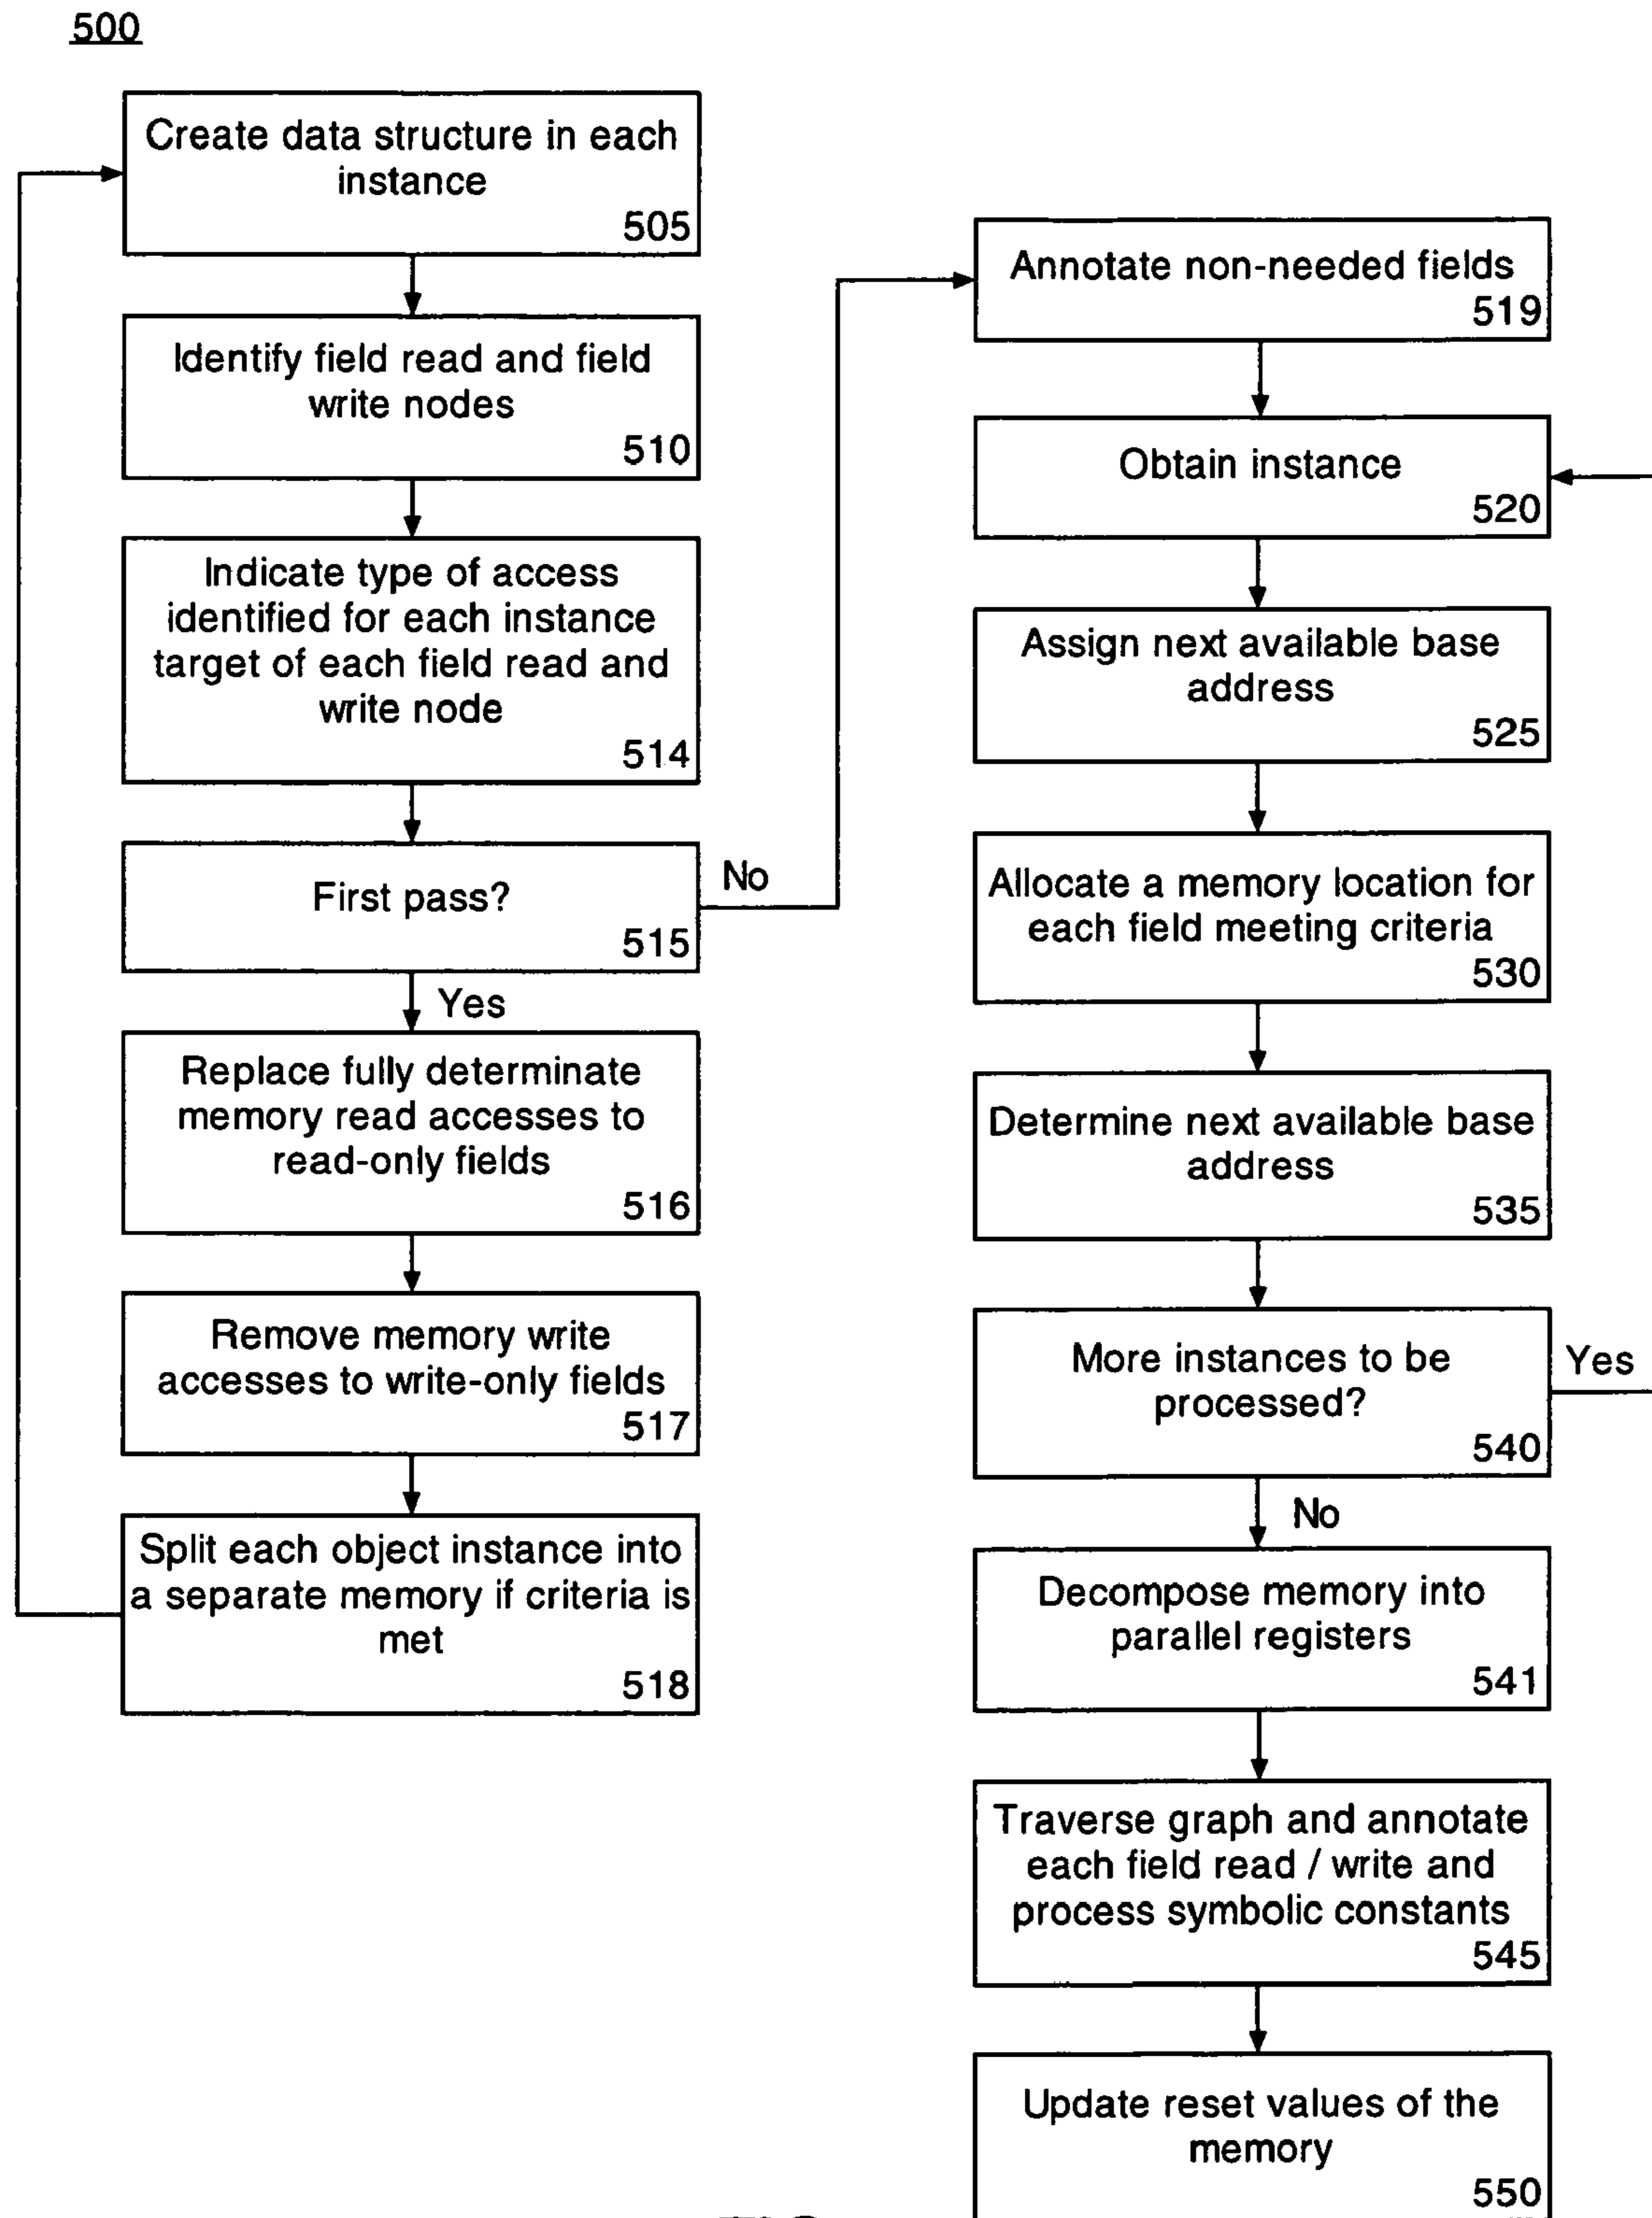 500
Create data structure in each
instance
505
Identify field read and field
write nodes
510
Indicate type of access
identified for each instance
target of each field read and
write node
514
First pass?
515
No
Yes
Replace fully determinate
memory read accesses to
read-only fields
516
Remove memory write
accesses to write-only fields
517
Split each object instance into
a separate memory if criteria is
met
518
Annotate non-needed fields
519
Obtain instance
520
Assign next available base
address
525
Allocate a memory location for
each field meeting criteria
530
Determine next available base
address
535
More instances to be
processed?
540
Yes
No
Decompose memory into
parallel registers
541
Traverse graph and annotate
each field read / write and
process symbolic constants
545
Update reset values of the
memory
550